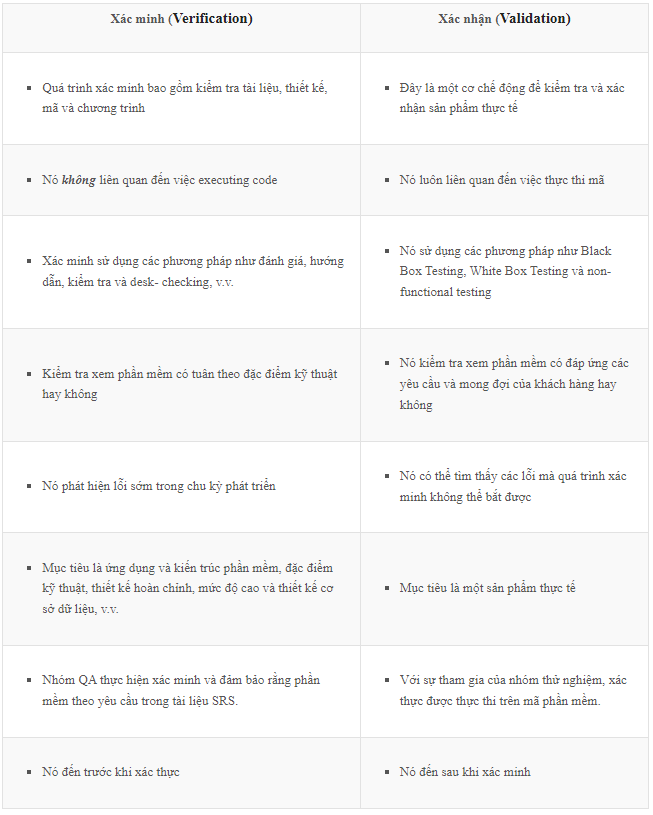 Xác minh (Verification)
Xác nhận (Validation)
▪ Quá trình xác minh bao gồm kiểm tra tài liệu, thiết kế,
mã và chương trình
▪ Đây là một cơ chế động để kiểm tra và xác
nhận sản phẩm thực tế
▪ Nó không liên quan đến việc executing code
▪ Nó luôn liên quan đến việc thực thi mã
▪ Xác minh sử dụng các phương pháp như đánh giá, hướng
dẫn, kiểm tra và desk- checking, v.v.
▪ Nó sử dụng các phương pháp như Black
Box Testing, White Box Testing và non-
functional testing
▪ Kiểm tra xem phần mềm có tuân theo đặc điểm kỹ thuật
hay không
▪ Nó kiểm tra xem phần mềm có đáp ứng các
yêu cầu và mong đợi của khách hàng hay
không
▪ Nó phát hiện lỗi sớm trong chu kỳ phát triển
▪ Nó có thể tìm thấy các lỗi mà quá trình xác
minh không thể bắt được
▪ Mục tiêu là ứng dụng và kiến trúc phần mềm, đặc điểm
kỹ thuật, thiết kế hoàn chỉnh, mức độ cao và thiết kế cơ
sở dữ liệu, v.v.
▪ Mục tiêu là một sản phẩm thực tế
▪ Nhóm QA thực hiện xác minh và đảm bảo rằng phần
mềm theo yêu cầu trong tài liệu SRS.
▪ Với sự tham gia của nhóm thử nghiệm, xác
thực được thực thi trên mã phần mềm.
▪ Nó đến trước khi xác thực
▪ Nó đến sau khi xác minh